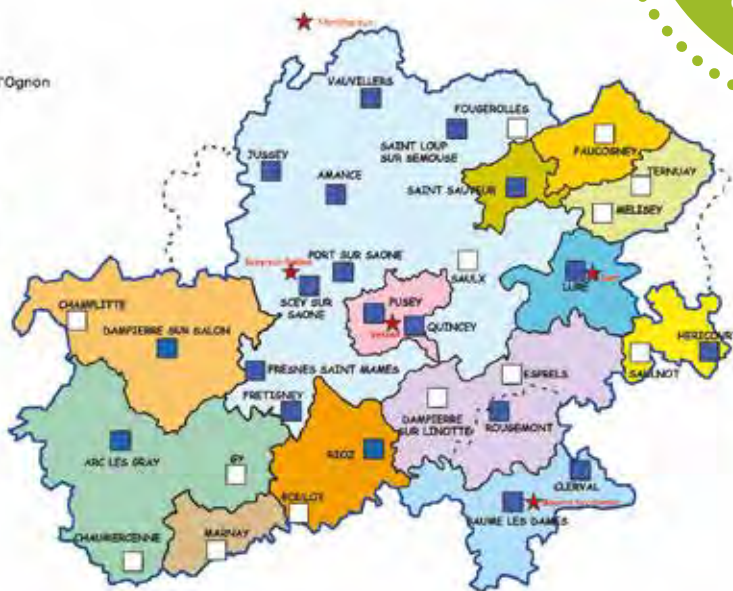 'Ognon
VAUVILLERS
FOUGEROLLES
SAINT LOUP
SUR SEMOUSE
FAUCOGNEY
JUSSEY
AMANCE
SAINT SAUVEUR
TERNUAY
MELISEY
PORT SUR SAONE
SAULX
LURE
SCEY SUR
SAONE
CHAMPLITTE
PUSEY
DAMPIERRE SUR SALON
QUINCEY
HERICOUR
SAULNOT
FRESNES SAINT MAMES
ESPRELS
FRETIGNEY
DAMPIERRE
SUR LINOTTE
ROUGEMONT
ARC LES GRAY
GY
RIOZ
CLERVAL
BOULOT
BAUME LES DAMES
CHAUMERCENNE
MARNAY